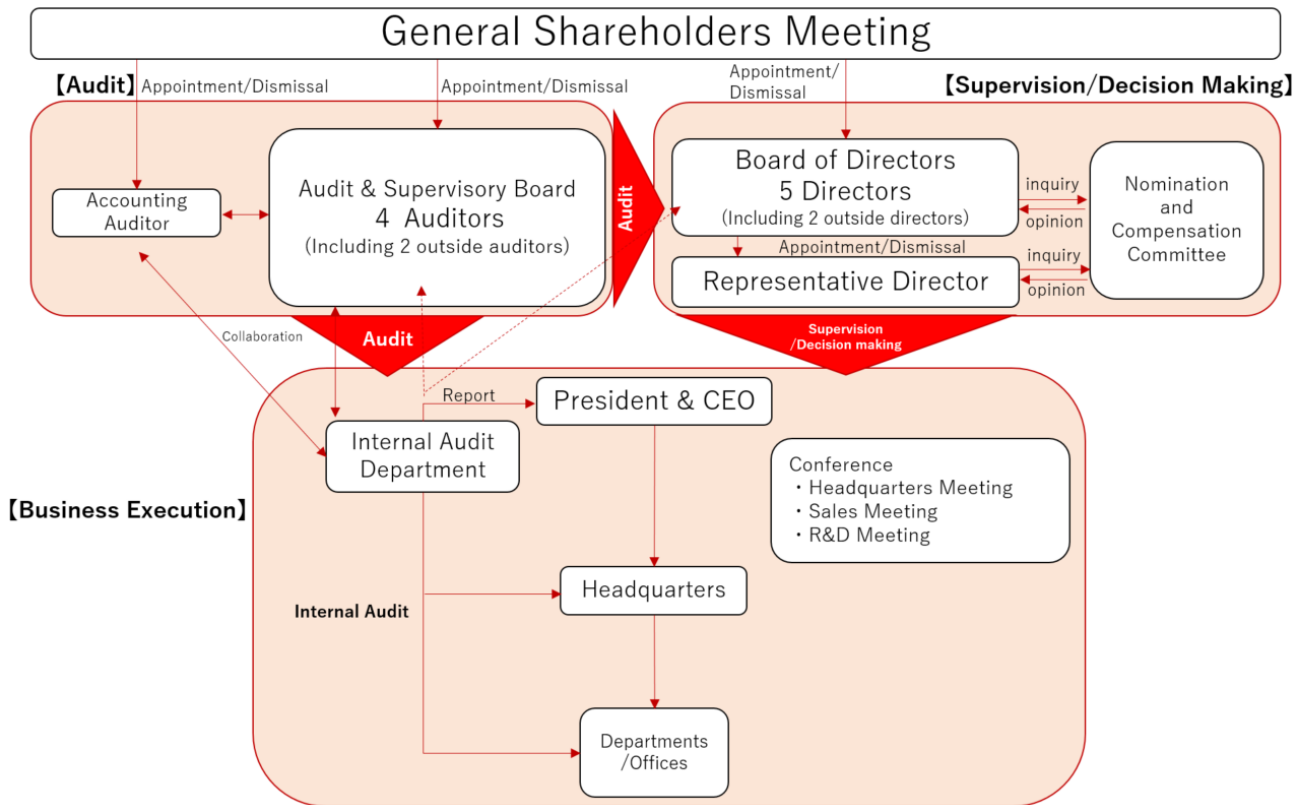 General Shareholders Meeting
【Audit】
Appointment/Dismissal
Appointment/Dismissal
Appointment/
Dismissal
【Supervision/Decision Making】
Accounting
Auditor
Audit & Supervisory Board
4 Auditors
(Including 2 outside auditors)
Audit
Board of Directors
5 Directors
(Including 2 outside directors)
inquiry
opinion
Nomination
and
Compensation
Committee
Appointment/Dismissal
Representative Director
inquiry
opinion
Collaboration
Audit
Supervision
/Decision making
【Business Execution】
Report
President & CEO
Internal Audit
Department
Conference
・Headquarters Meeting
・Sales Meeting
・R&D Meeting
Internal Audit
Headquarters
Departments
/Offices